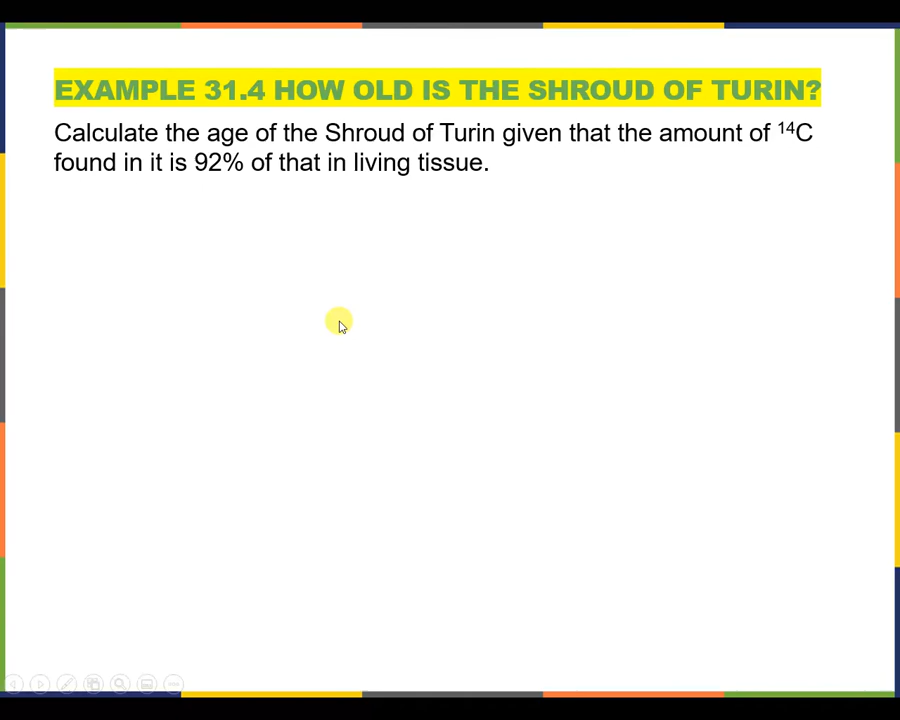 EXAMPLE 31.4 HOW OLD IS THE SHROUD OF TURIN?
Calculate the age of the Shroud of Turin given that the amount of ¹⁴C
found in it is 92% of that in living tissue.